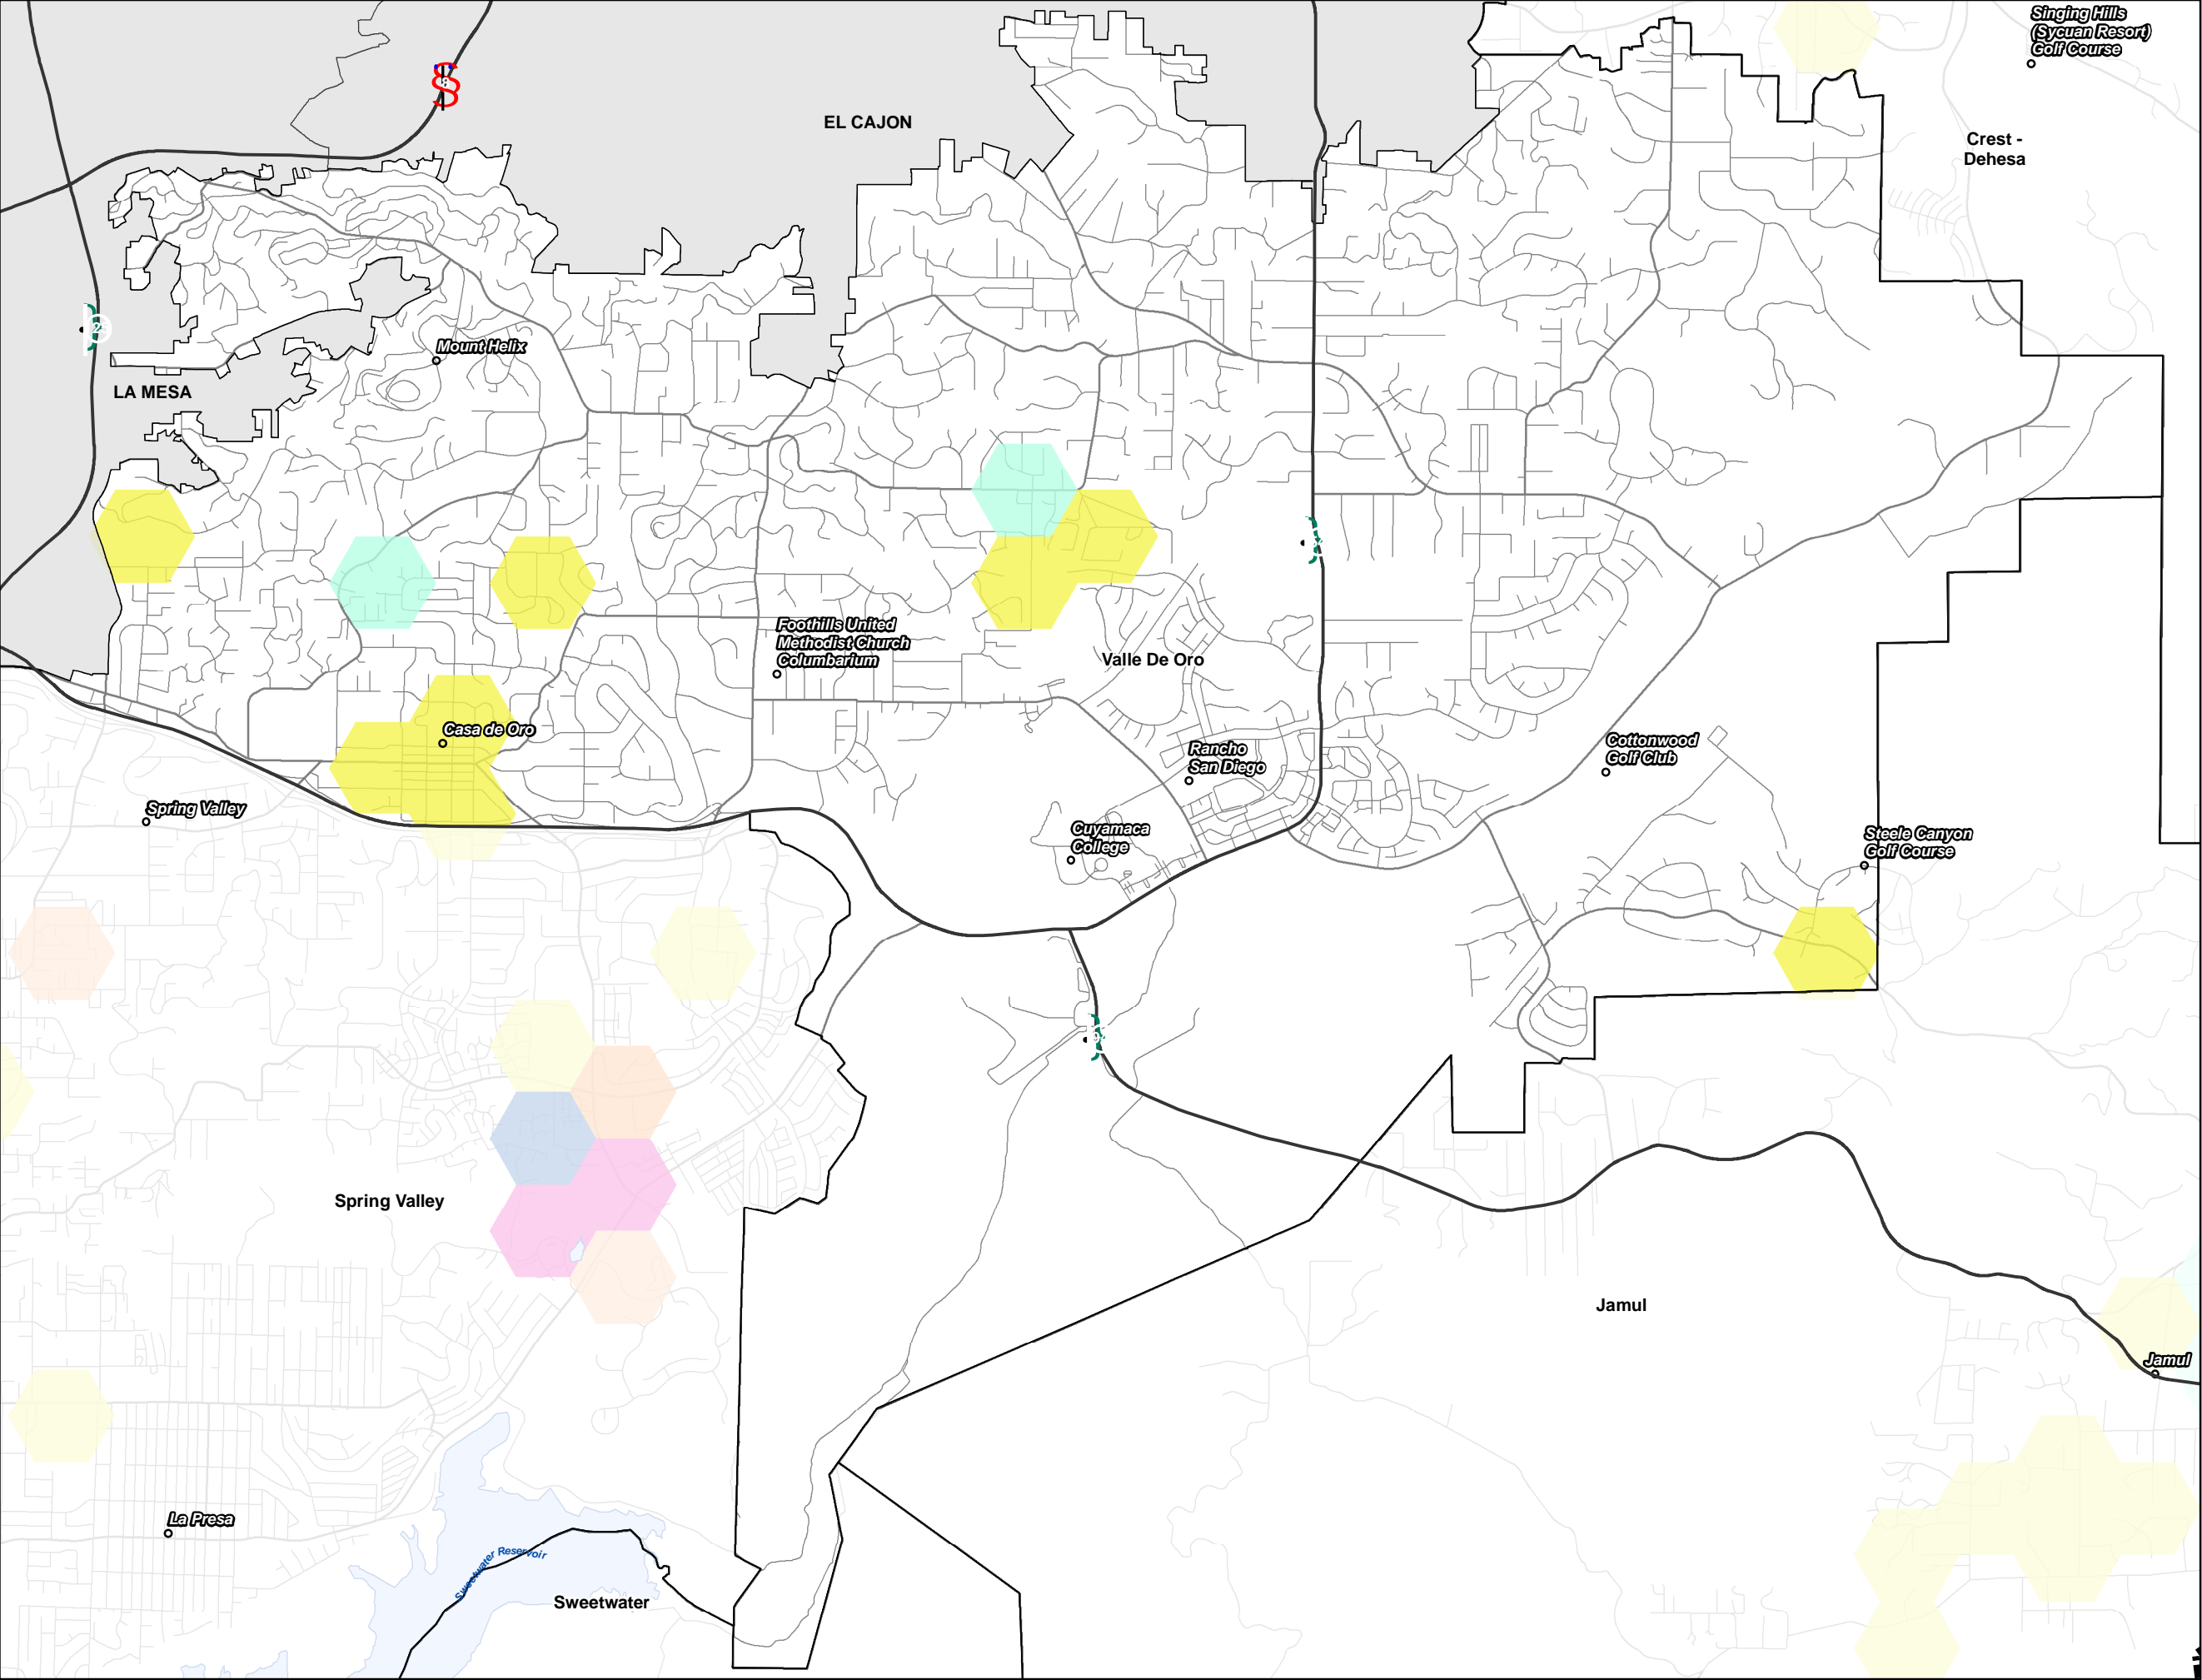 Singing Hills
(Sycuan Resort)
Golf Course
EL CAJON
Crest -
Dehesa
Mount Helix
LA MESA
Foothills United
Methodist Church
Columbarium
Valle De Oro
Casa de Oro
Rancho
San Diego
Cottonwood
Golf Club
Spring Valley
Cuyamaca
College
Steele Canyon
Golf Course
Spring Valley
Jamul
Jamul
La Presa
Sweetwater Reservoir
Sweetwater